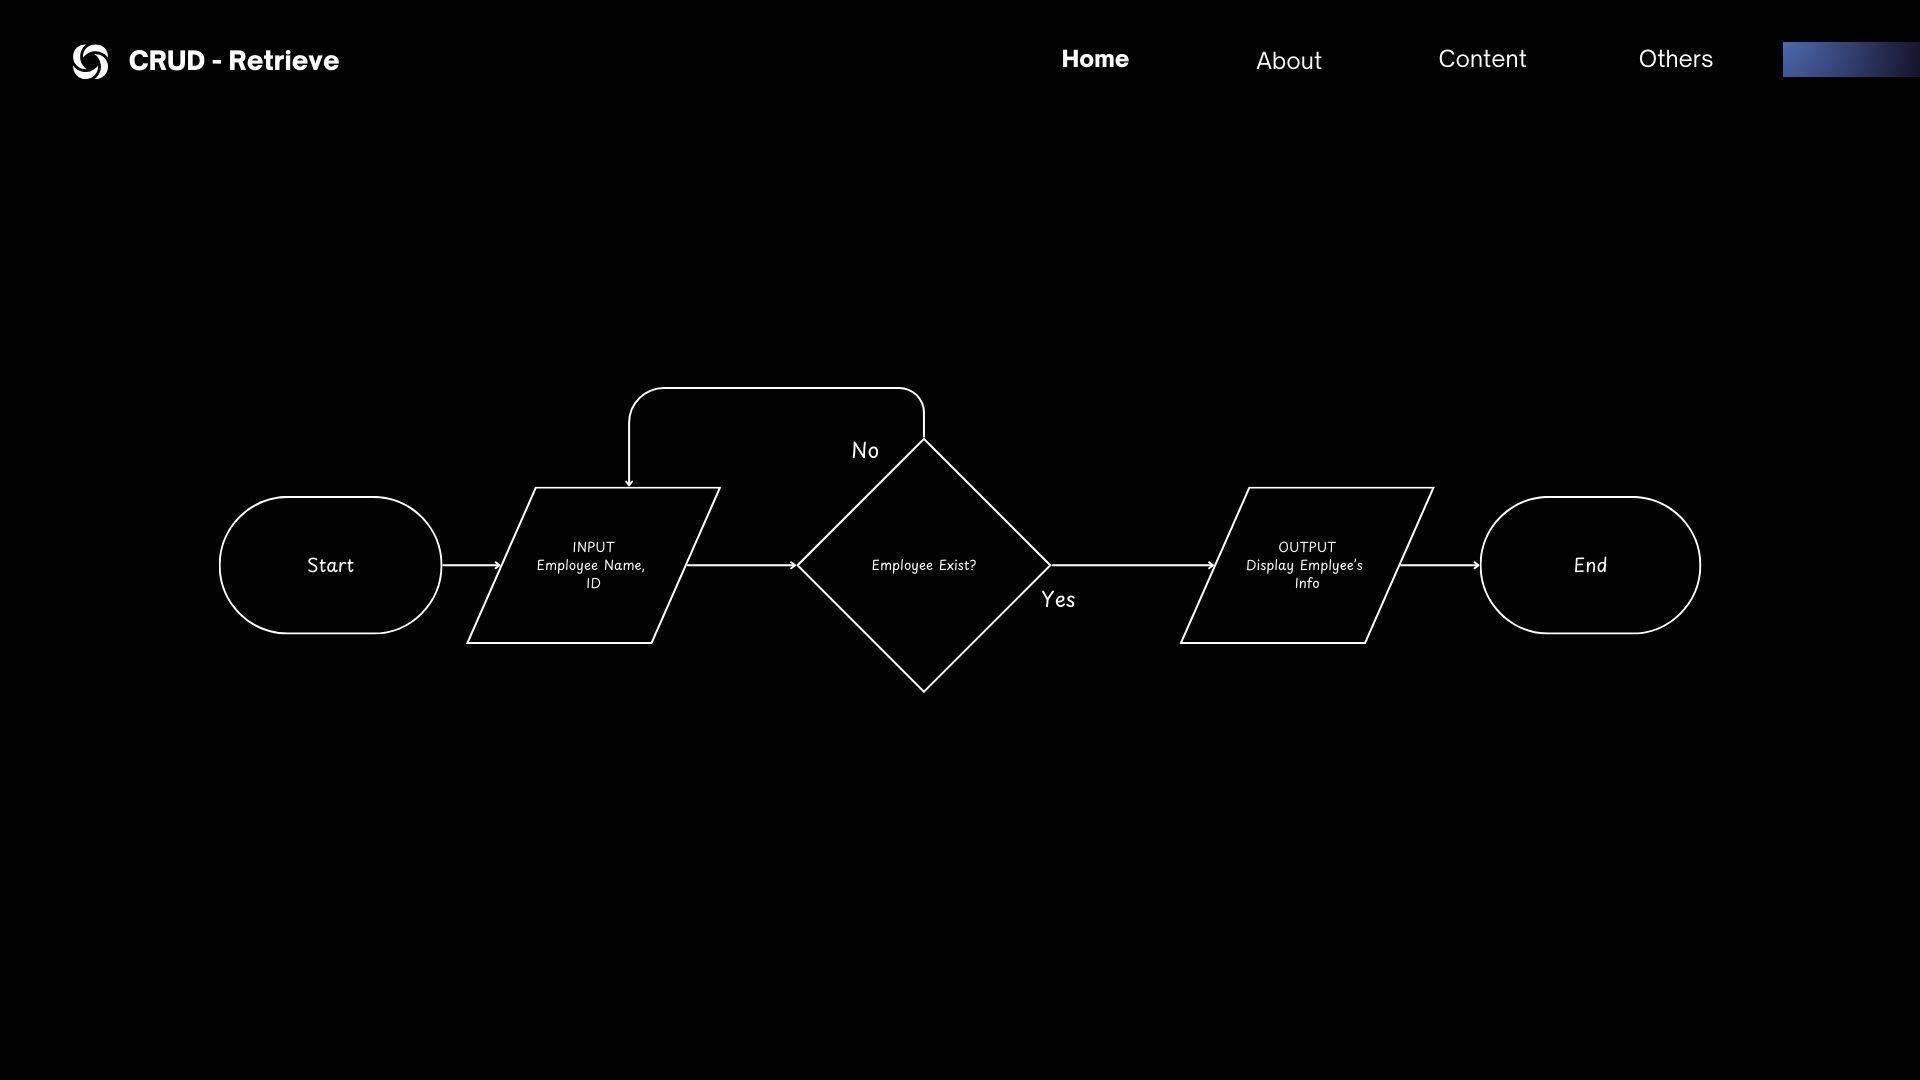 CRUD - Retrieve
Home
About
Content
Others
No
Start
INPUT
Employee Name,
ID
Employee Exist?
Yes
OUTPUT
Display Emplyee's
Info
End